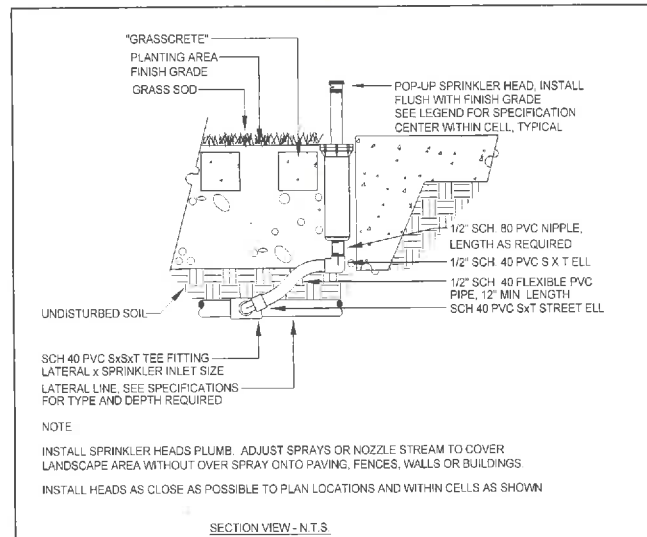 "GRASSCRETE"
PLANTING AREA
FINISH GRADE
GRASS SOD
POP-UP SPRINKLER HEAD, INSTALL
FLUSH WITH FINISH GRADE
SEE LEGEND FOR SPECIFICATION
CENTER WITHIN CELL, TYPICAL
1/2" SCH. 80 PVC NIPPLE,
LENGTH AS REQUIRED
1/2" SCH. 40 PVC S X T ELL
1/2" SCH. 40 FLEXIBLE PVC
PIPE, 12" MIN. LENGTH
SCH 40 PVC SxT STREET ELL
UNDISTURBED SOIL
SCH 40 PVC SxSxT TEE FITTING
LATERAL x SPRINKLER INLET SIZE
LATERAL LINE, SEE SPECIFICATIONS
FOR TYPE AND DEPTH REQUIRED
NOTE
INSTALL SPRINKLER HEADS PLUMB. ADJUST SPRAYS OR NOZZLE STREAM TO COVER
LANDSCAPE AREA WITHOUT OVER SPRAY ONTO PAVING, FENCES, WALLS OR BUILDINGS.
INSTALL HEADS AS CLOSE AS POSSIBLE TO PLAN LOCATIONS AND WITHIN CELLS AS SHOWN
SECTION VIEW - N.T.S.